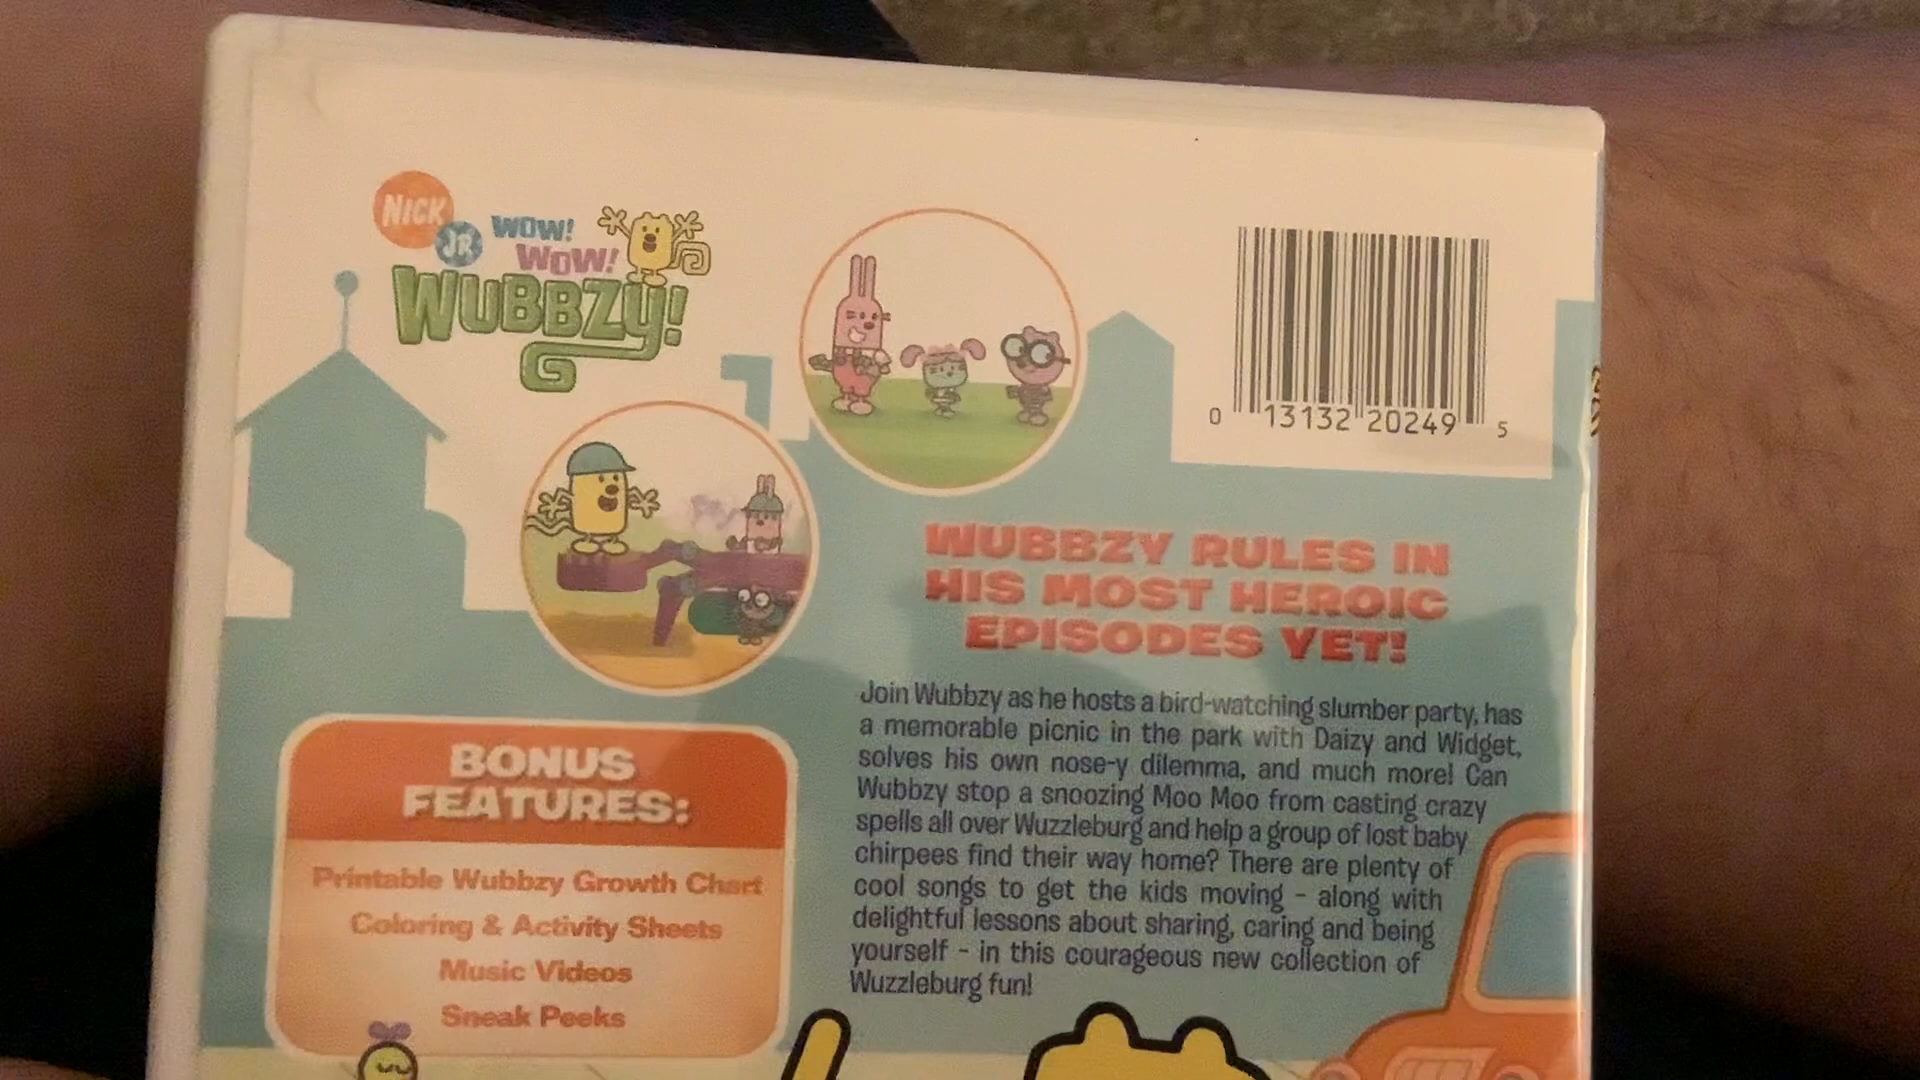 NICK
JR
WOW!
WOW!
WUBBZY!
0 13132 20249 5
WUBBZY RULES IN
HIS MOST HEROIC
EPISODES YET!
Join Wubbzy as he hosts a bird-watching slumber party, has
a memorable picnic in the park with Daizy and Widget,
solves his own nose-y dilemma, and much more! Can
Wubbzy stop a snoozing Moo Moo from casting crazy
spells all over Wuzzleburg and help a group of lost baby
chirpees find their way home? There are plenty of
cool songs to get the kids moving – along with
delightful lessons about sharing, caring and being
yourself – in this courageous new collection of
Wuzzleburg fun!
BONUS
FEATURES:
Printable Wubbzy Growth Chart
Coloring & Activity Sheets
Music Videos
Sneak Peeks